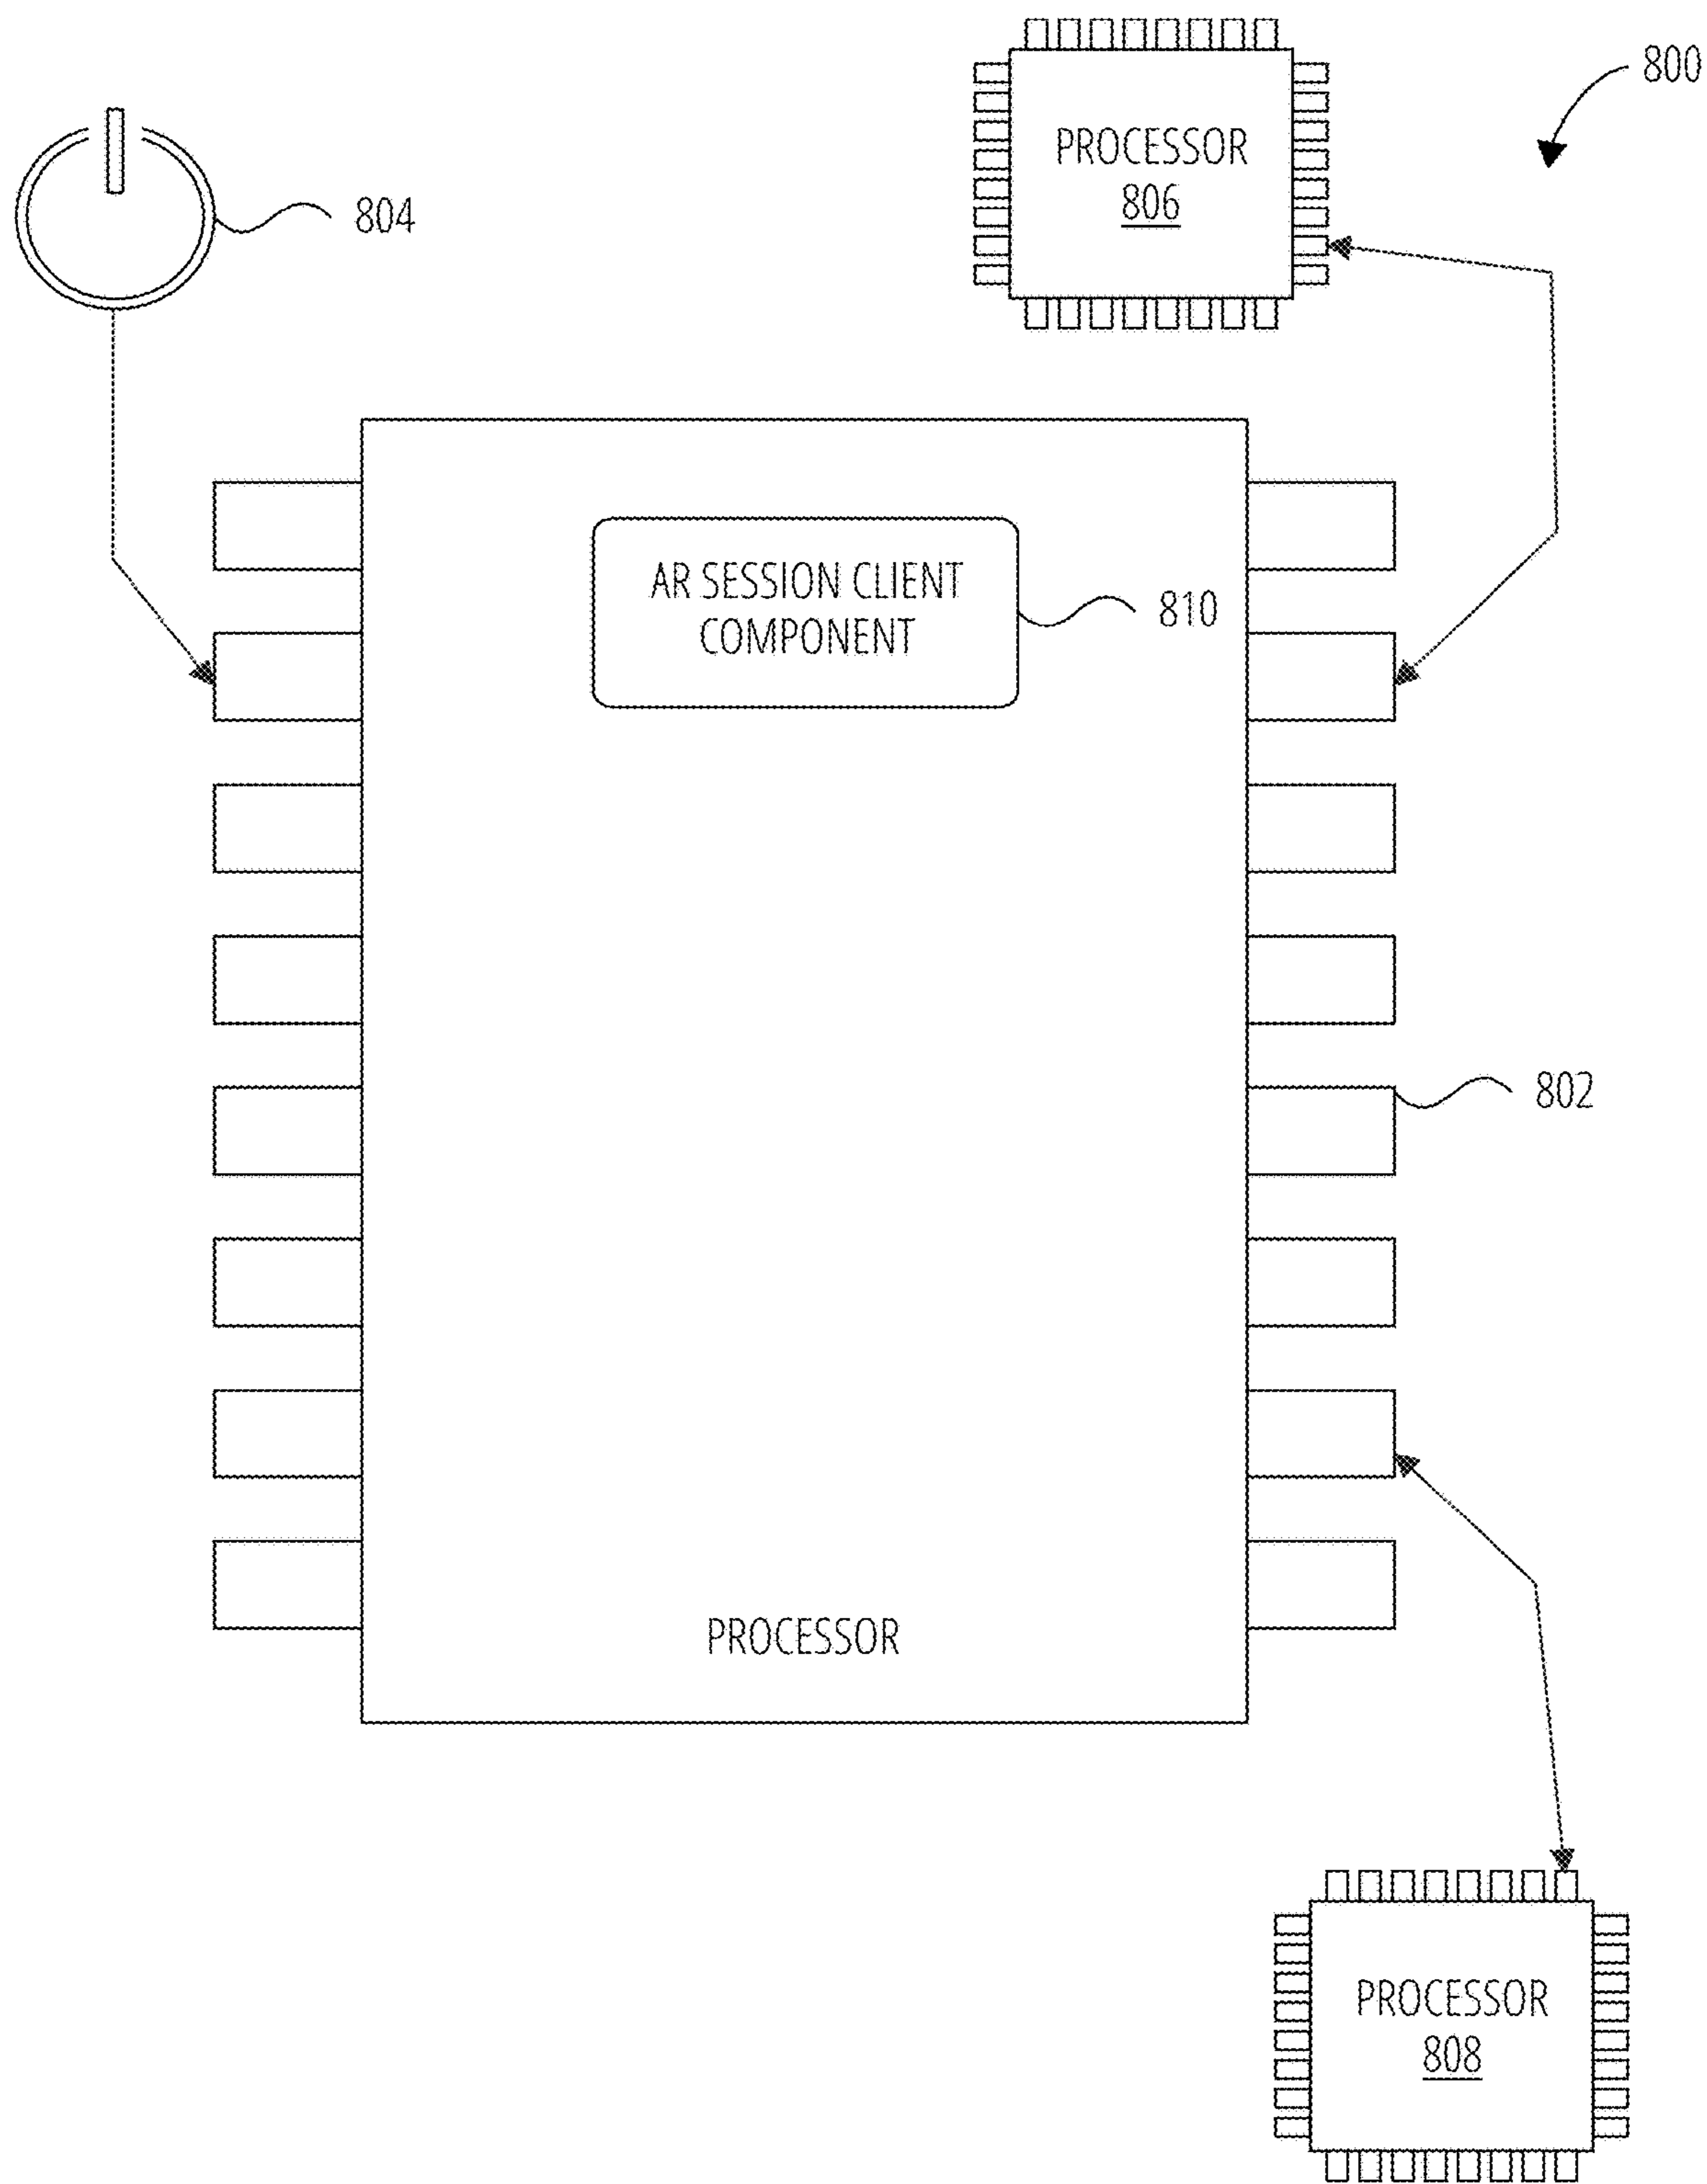 800
PROCESSOR
806
804
AR SESSION CLIENT
COMPONENT
810
802
PROCESSOR
PROCESSOR
808